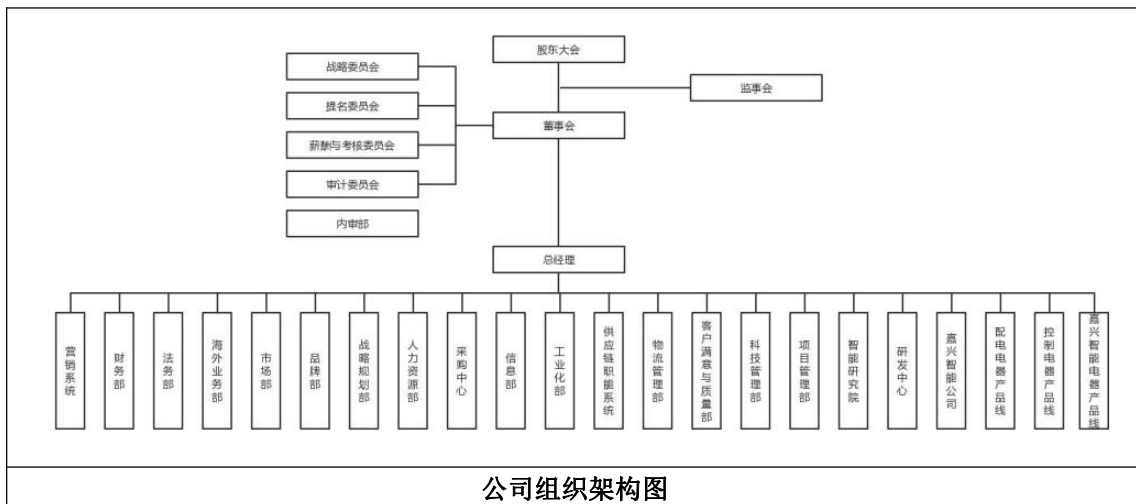 股东大会
战略委员会
监事会
提名委员会
董事会
薪酬与考核委员会
审计委员会
内审部
总经理
营销系统
财务部
法务部
海外业务部
市场部
品牌部
战略规划部
人力资源部
采购中心
信息部
工业化部
供应链职能系统
物流管理部
客户满意与质量部
科技管理部
项目管理部
智能研究院
研发中心
嘉兴智能公司
配电电器产品线
控制电器产品线
嘉兴智能电器产品线
公司组织架构图